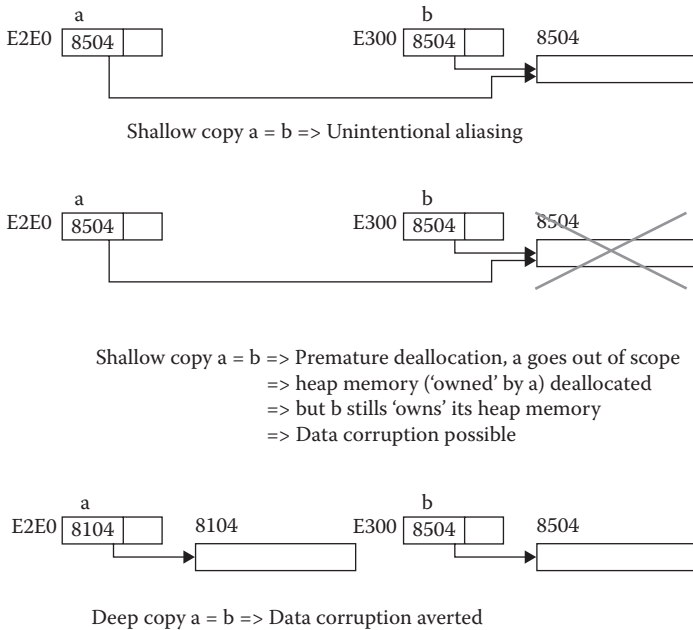 a b
E2E0 8504 E300 8504 8504
Shallow copy a = b => Unintentional aliasing
a b
E2E0 8504 E300 8504 8504
Shallow copy a = b => Premature deallocation, a goes out of scope
=> heap memory (‘owned’ by a) deallocated
=> but b stills ‘owns’ its heap memory
=> Data corruption possible
a b
E2E0 8104 8104 E300 8504 8504
Deep copy a = b => Data corruption averted